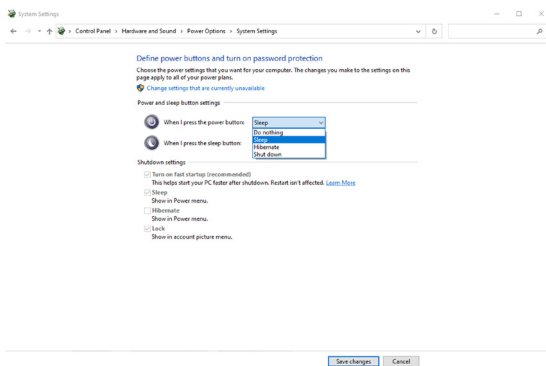 System Settings
Control Panel > Hardware and Sound > Power Options > System Settings
Define power buttons and turn on password protection
Choose the power settings that you want for your computer. The changes you make to the settings on this
page apply to all of your power plans.
Change settings that are currently unavailable
Power and sleep button settings
When I press the power button: Sleep
Do nothing
Sleep
When I press the sleep button:
Hibernate
Shut down
Shutdown settings
Turn on fast startup (recommended)
This helps start your PC faster after shutdown. Restart isn't affected. Learn More
Sleep
Show in Power menu.
Hibernate
Show in Power menu.
Lock
Show in account picture menu.
Save changes Cancel